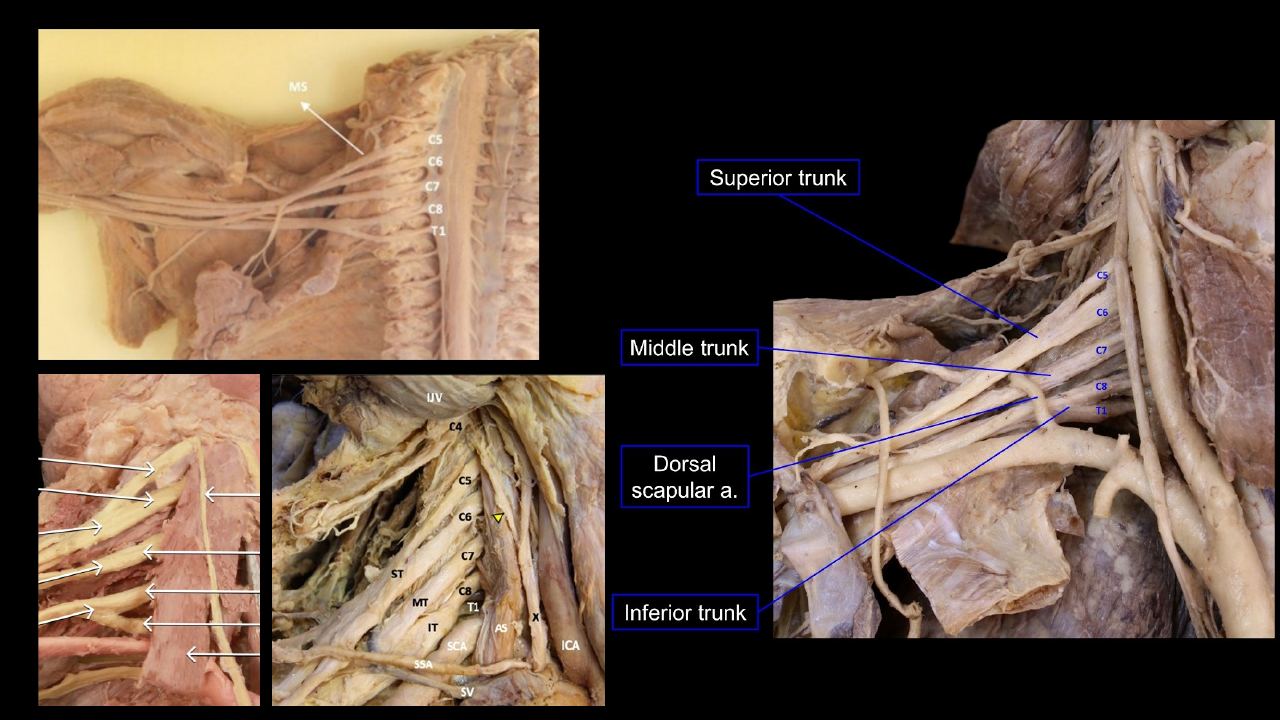 MS
C5
C6
C7
C8
T1
IJV
C4
C5
C6
C7
C8
T1
ST
MT
IT
SCA
SSA
SV
AS
X
ICA
Superior trunk
Middle trunk
Dorsal
scapular a.
Inferior trunk
C5
C6
C7
C8
T1